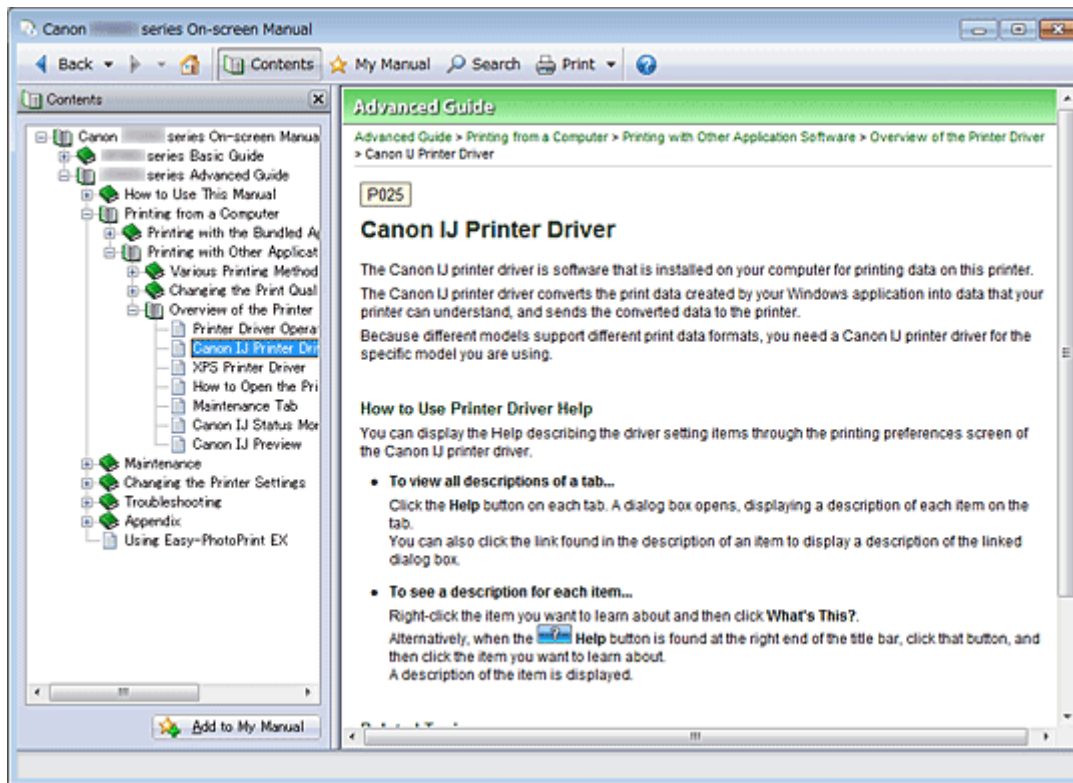 Canon series On-screen Manual
Back Contents My Manual Search Print
Contents
Canon series On-screen Manua
series Basic Guide
series Advanced Guide
How to Use This Manual
Printing from a Computer
Printing with the Bundled A
Printing with Other Applicat
Various Printing Method
Changing the Print Qual
Overview of the Printer
Printer Driver Opera
Canon IJ Printer Dri
XPS Printer Driver
How to Open the Pri
Maintenance Tab
Canon IJ Status Mor
Canon IJ Preview
Maintenance
Changing the Printer Settings
Troubleshooting
Appendix
Using Easy-PhotoPrint EX
Add to My Manual
Advanced Guide
Advanced Guide > Printing from a Computer > Printing with Other Application Software > Overview of the Printer Driver
> Canon IJ Printer Driver
P025
Canon IJ Printer Driver
The Canon IJ printer driver is software that is installed on your computer for printing data on this printer.
The Canon IJ printer driver converts the print data created by your Windows application into data that your
printer can understand, and sends the converted data to the printer.
Because different models support different print data formats, you need a Canon IJ printer driver for the
specific model you are using.
How to Use Printer Driver Help
You can display the Help describing the driver setting items through the printing preferences screen of
the Canon IJ printer driver.
• To view all descriptions of a tab...
Click the Help button on each tab. A dialog box opens, displaying a description of each item on the
tab.
You can also click the link found in the description of an item to display a description of the linked
dialog box.
• To see a description for each item...
Right-click the item you want to learn about and then click What's This?.
Alternatively, when the Help button is found at the right end of the title bar, click that button, and
then click the item you want to learn about.
A description of the item is displayed.